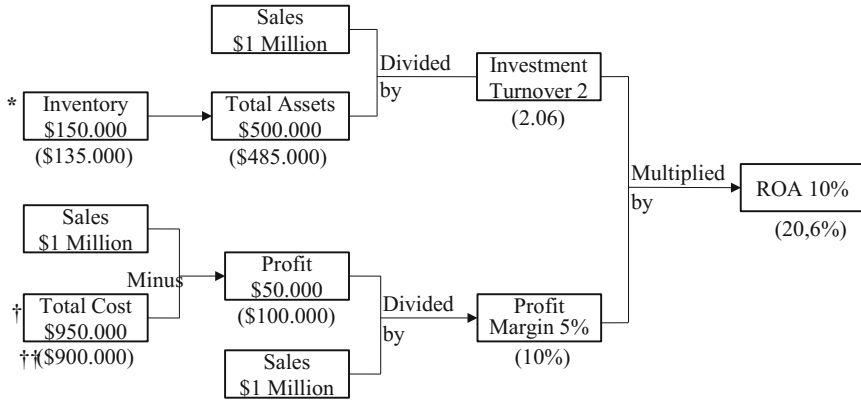 Sales
$1 Million
Divided
by
Investment
Turnover 2
(2.06)
*
Inventory
$150.000
($135.000)
Total Assets
$500.000
($485.000)
Multiplied
by
ROA 10%
(20,6%)
Sales
$1 Million
Minus
Profit
$50.000
($100.000)
†
Total Cost
$950.000
††($900.000)
Divided
by
Profit
Margin 5%
(10%)
Sales
$1 Million